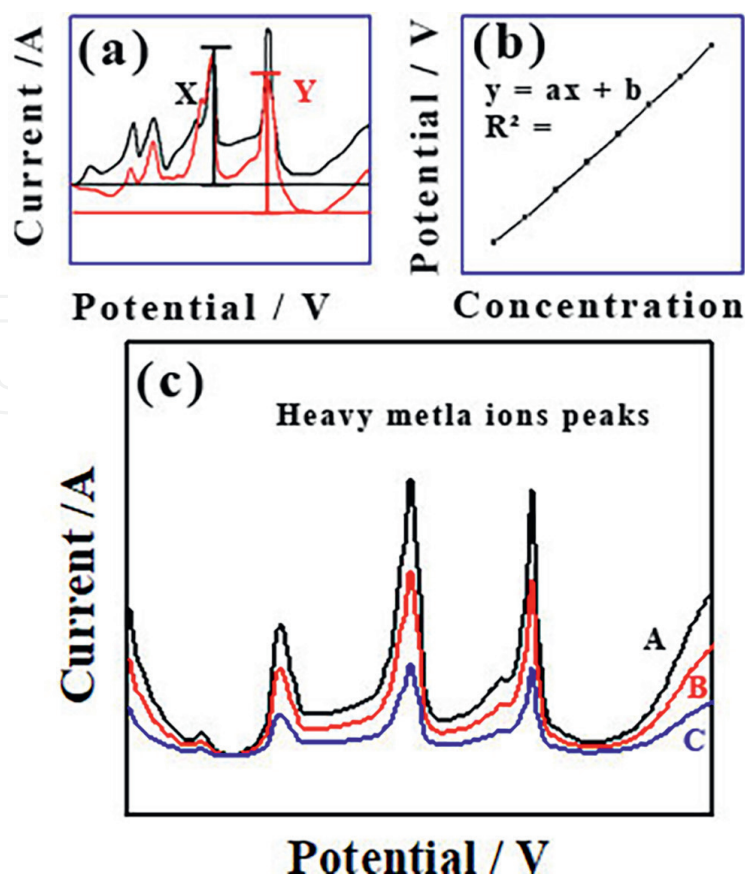 (a)
X
Y
Current /A
Potential / V
(b)
y = ax + b
R² =
Potential / V
Concentration
(c)
Heavy metla ions peaks
A
B
C
Current /A
Potential / V